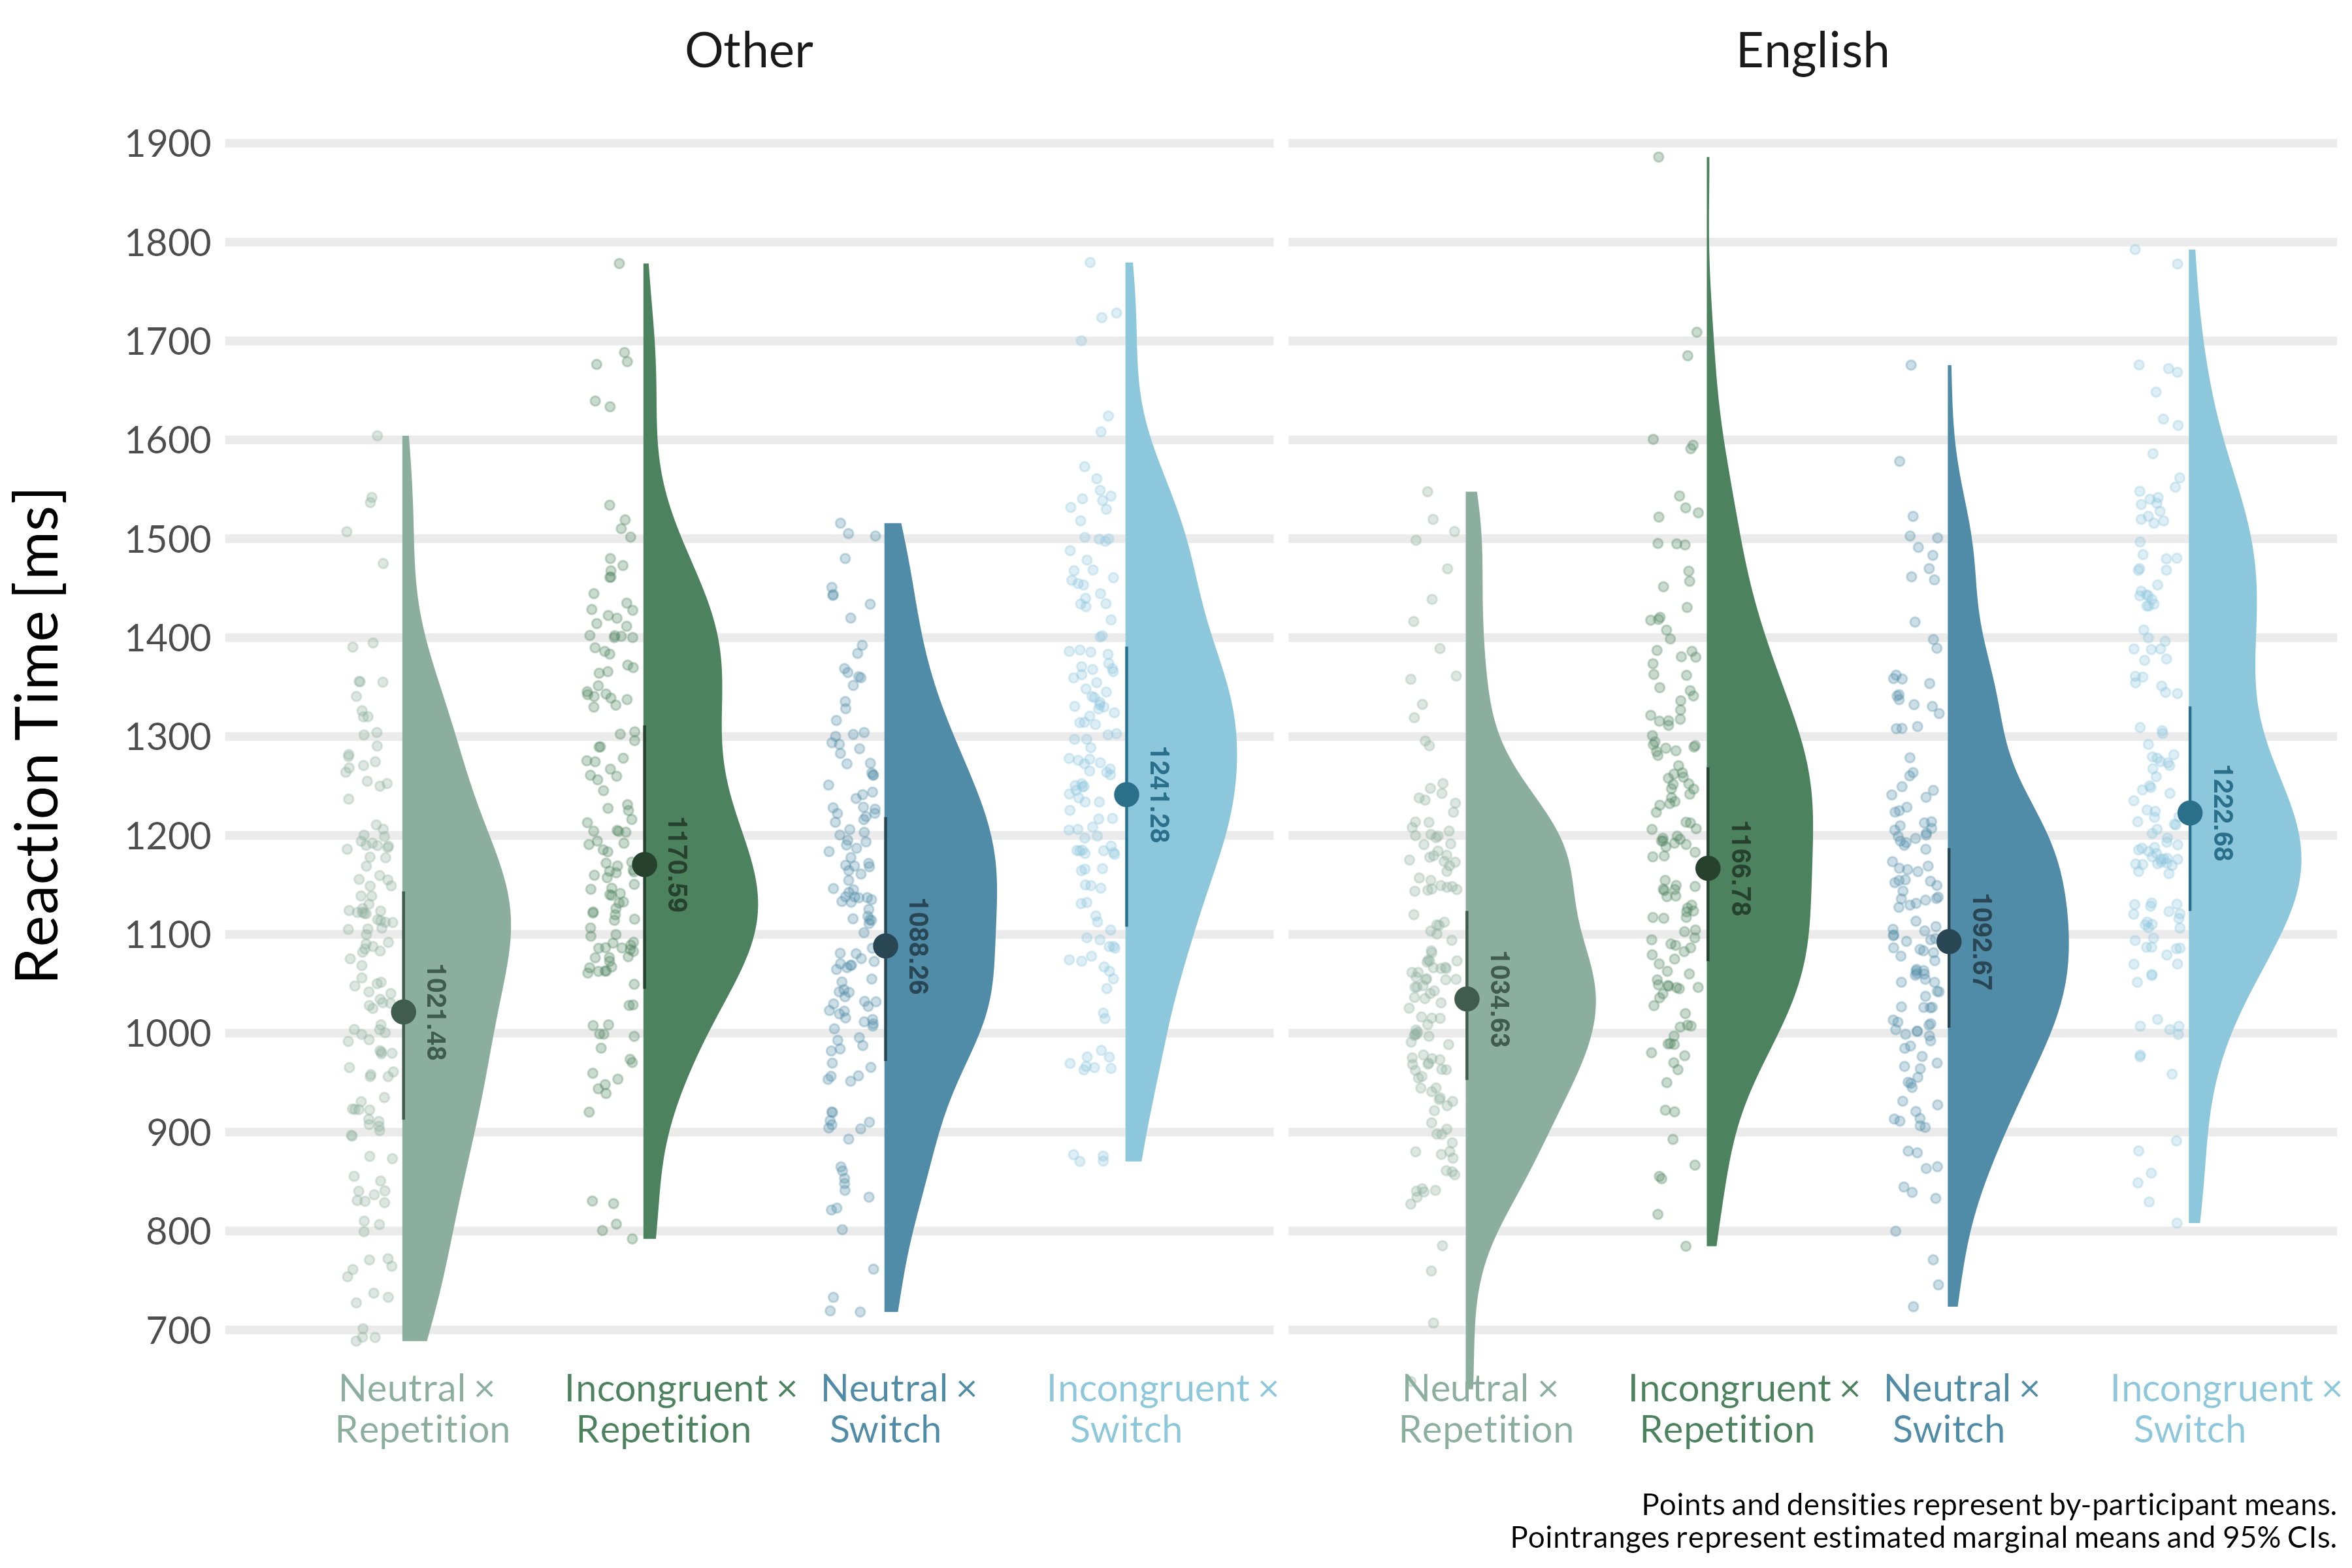 Other
English
Reaction Time [ms]
1900
1800
1700
1600
1500
1400
1300
1200
1100
1000
900
800
700
1021.48
1170.59
1088.26
1241.28
1034.63
1166.78
1092.67
1222.68
Neutral ×
Repetition
Incongruent ×
Repetition
Neutral ×
Switch
Incongruent ×
Switch
Neutral ×
Repetition
Incongruent ×
Repetition
Neutral ×
Switch
Incongruent ×
Switch
Points and densities represent by-participant means.
Pointranges represent estimated marginal means and 95% CIs.